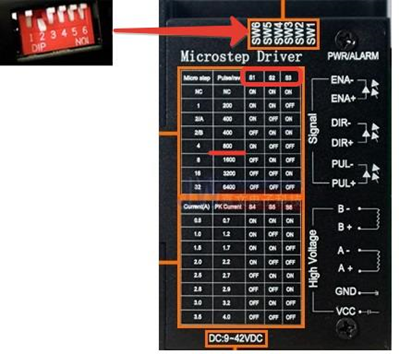 1 2 3 4 5 6
DIP
SW6
SW5
SW4
SW3
SW2
SW1
Microstep Driver
PWR/ALARM
Micro step Pulse/rev S1 S2 S3
NC NC ON ON ON
1 200 ON ON OFF
2/A 400 ON OFF ON
2/B 400 OFF ON ON
4 800 ON OFF OFF
8 1600 OFF ON OFF
16 3200 OFF OFF ON
32 6400 OFF OFF OFF
Current(A) PK Current S4 S5 S6
0.5 0.7 ON ON ON
1.0 1.2 ON OFF ON
1.5 1.7 ON ON OFF
2.0 2.2 ON OFF OFF
2.5 2.7 OFF ON ON
2.8 2.9 OFF OFF ON
3.0 3.2 OFF ON OFF
3.5 4.0 OFF OFF OFF
DC:9~42VDC
Signal
ENA-
ENA+
DIR-
DIR+
PUL-
PUL+
High Voltage
B -
B +
A -
A +
GND
VCC